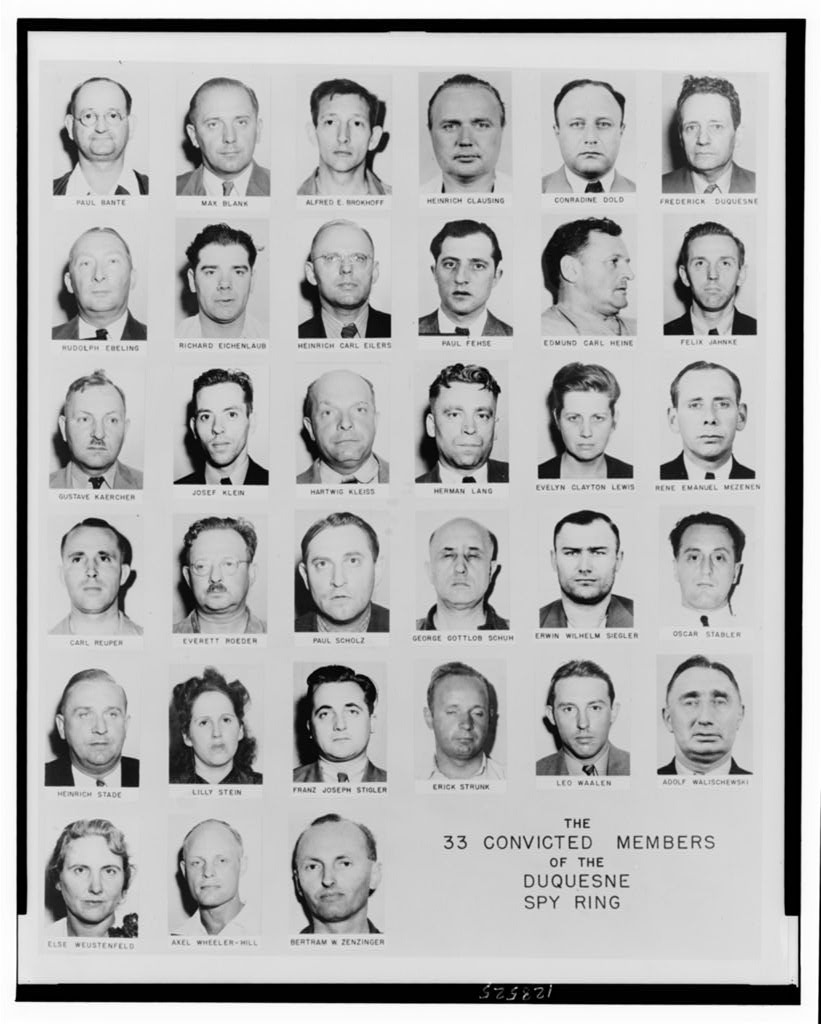 PAUL BANTE
MAX BLANK
ALFRED E. BROKHOFF
HEINRICH CLAUSING
CONRADINE DOLD
FREDERICK DUQUESNE
RUDOLPH EBELING
RICHARD EICHENLAUB
HEINRICH CARL EILERS
PAUL FEHSE
EDMUND CARL HEINE
FELIX JAHNKE
GUSTAVE KAERCHER
JOSEF KLEIN
HARTWIG KLEISS
HERMAN LANG
EVELYN CLAYTON LEWIS
RENE EMANUEL MEZENEN
CARL REUPER
EVERETT ROEDER
PAUL SCHOLZ
GEORGE GOTTLOB SCHUH
ERWIN WILHELM SIEGLER
OSCAR STABLER
HEINRICH STADE
LILLY STEIN
FRANZ JOSEPH STIGLER
ERICK STRUNK
LEO WAALEN
ADOLF WALISCHEWSKI
ELSE WEUSTENFELD
AXEL WHEELER-HILL
BERTRAM W. ZENZINGER
THE
33 CONVICTED MEMBERS
OF THE
DUQUESNE
SPY RING
128525